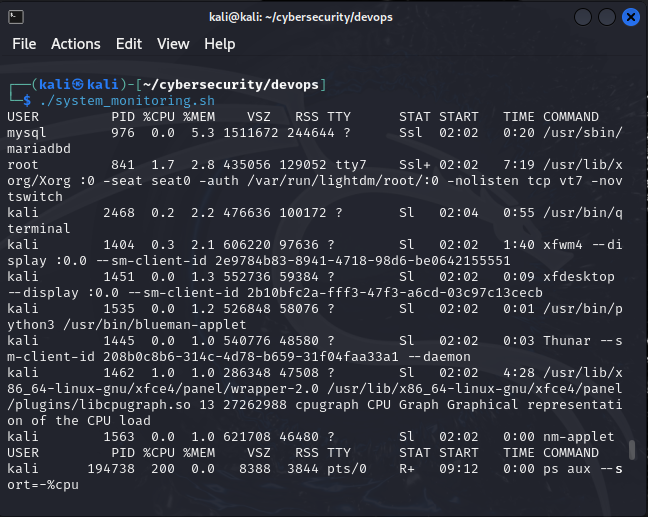 kali@kali: ~/cybersecurity/devops
File Actions Edit View Help
┌──(kali㉿kali)-[~/cybersecurity/devops]
└─$ ./system_monitoring.sh
USER PID %CPU %MEM VSZ RSS TTY STAT START TIME COMMAND
mysql 976 0.0 5.3 1511672 244644 ? Ssl 02:02 0:20 /usr/sbin/
mariadbd
root 841 1.7 2.8 435056 129052 tty7 Ssl+ 02:02 7:19 /usr/lib/x
org/Xorg :0 -seat seat0 -auth /var/run/lightdm/root/:0 -nolisten tcp vt7 -nov
tswitch
kali 2468 0.2 2.2 476636 100172 ? Sl 02:04 0:55 /usr/bin/q
terminal
kali 1404 0.3 2.1 606220 97636 ? Sl 02:02 1:40 xfwm4 --di
splay :0.0 --sm-client-id 2e9784b83-8941-4718-98d6-be0642155551
kali 1451 0.0 1.3 552736 59384 ? Sl 02:02 0:09 xfdesktop
--display :0.0 --sm-client-id 2b10bfc2a-fff3-47f3-a6cd-03c97c13cecb
kali 1535 0.0 1.2 526848 58076 ? Sl 02:02 0:01 /usr/bin/p
ython3 /usr/bin/blueman-applet
kali 1445 0.0 1.0 540776 48580 ? Sl 02:02 0:03 Thunar --s
m-client-id 208b0c8b6-314c-4d78-b659-31f04faa33a1 --daemon
kali 1462 1.0 1.0 286348 47508 ? Sl 02:02 4:28 /usr/lib/x
86_64-linux-gnu/xfce4/panel/wrapper-2.0 /usr/lib/x86_64-linux-gnu/xfce4/panel
/plugins/libcpugraph.so 13 27262988 cpugraph CPU Graph Graphical representati
on of the CPU load
kali 1563 0.0 1.0 621708 46480 ? Sl 02:02 0:00 nm-applet
USER PID %CPU %MEM VSZ RSS TTY STAT START TIME COMMAND
kali 194738 200 0.0 8388 3844 pts/0 R+ 09:12 0:00 ps aux --s
ort=-%cpu